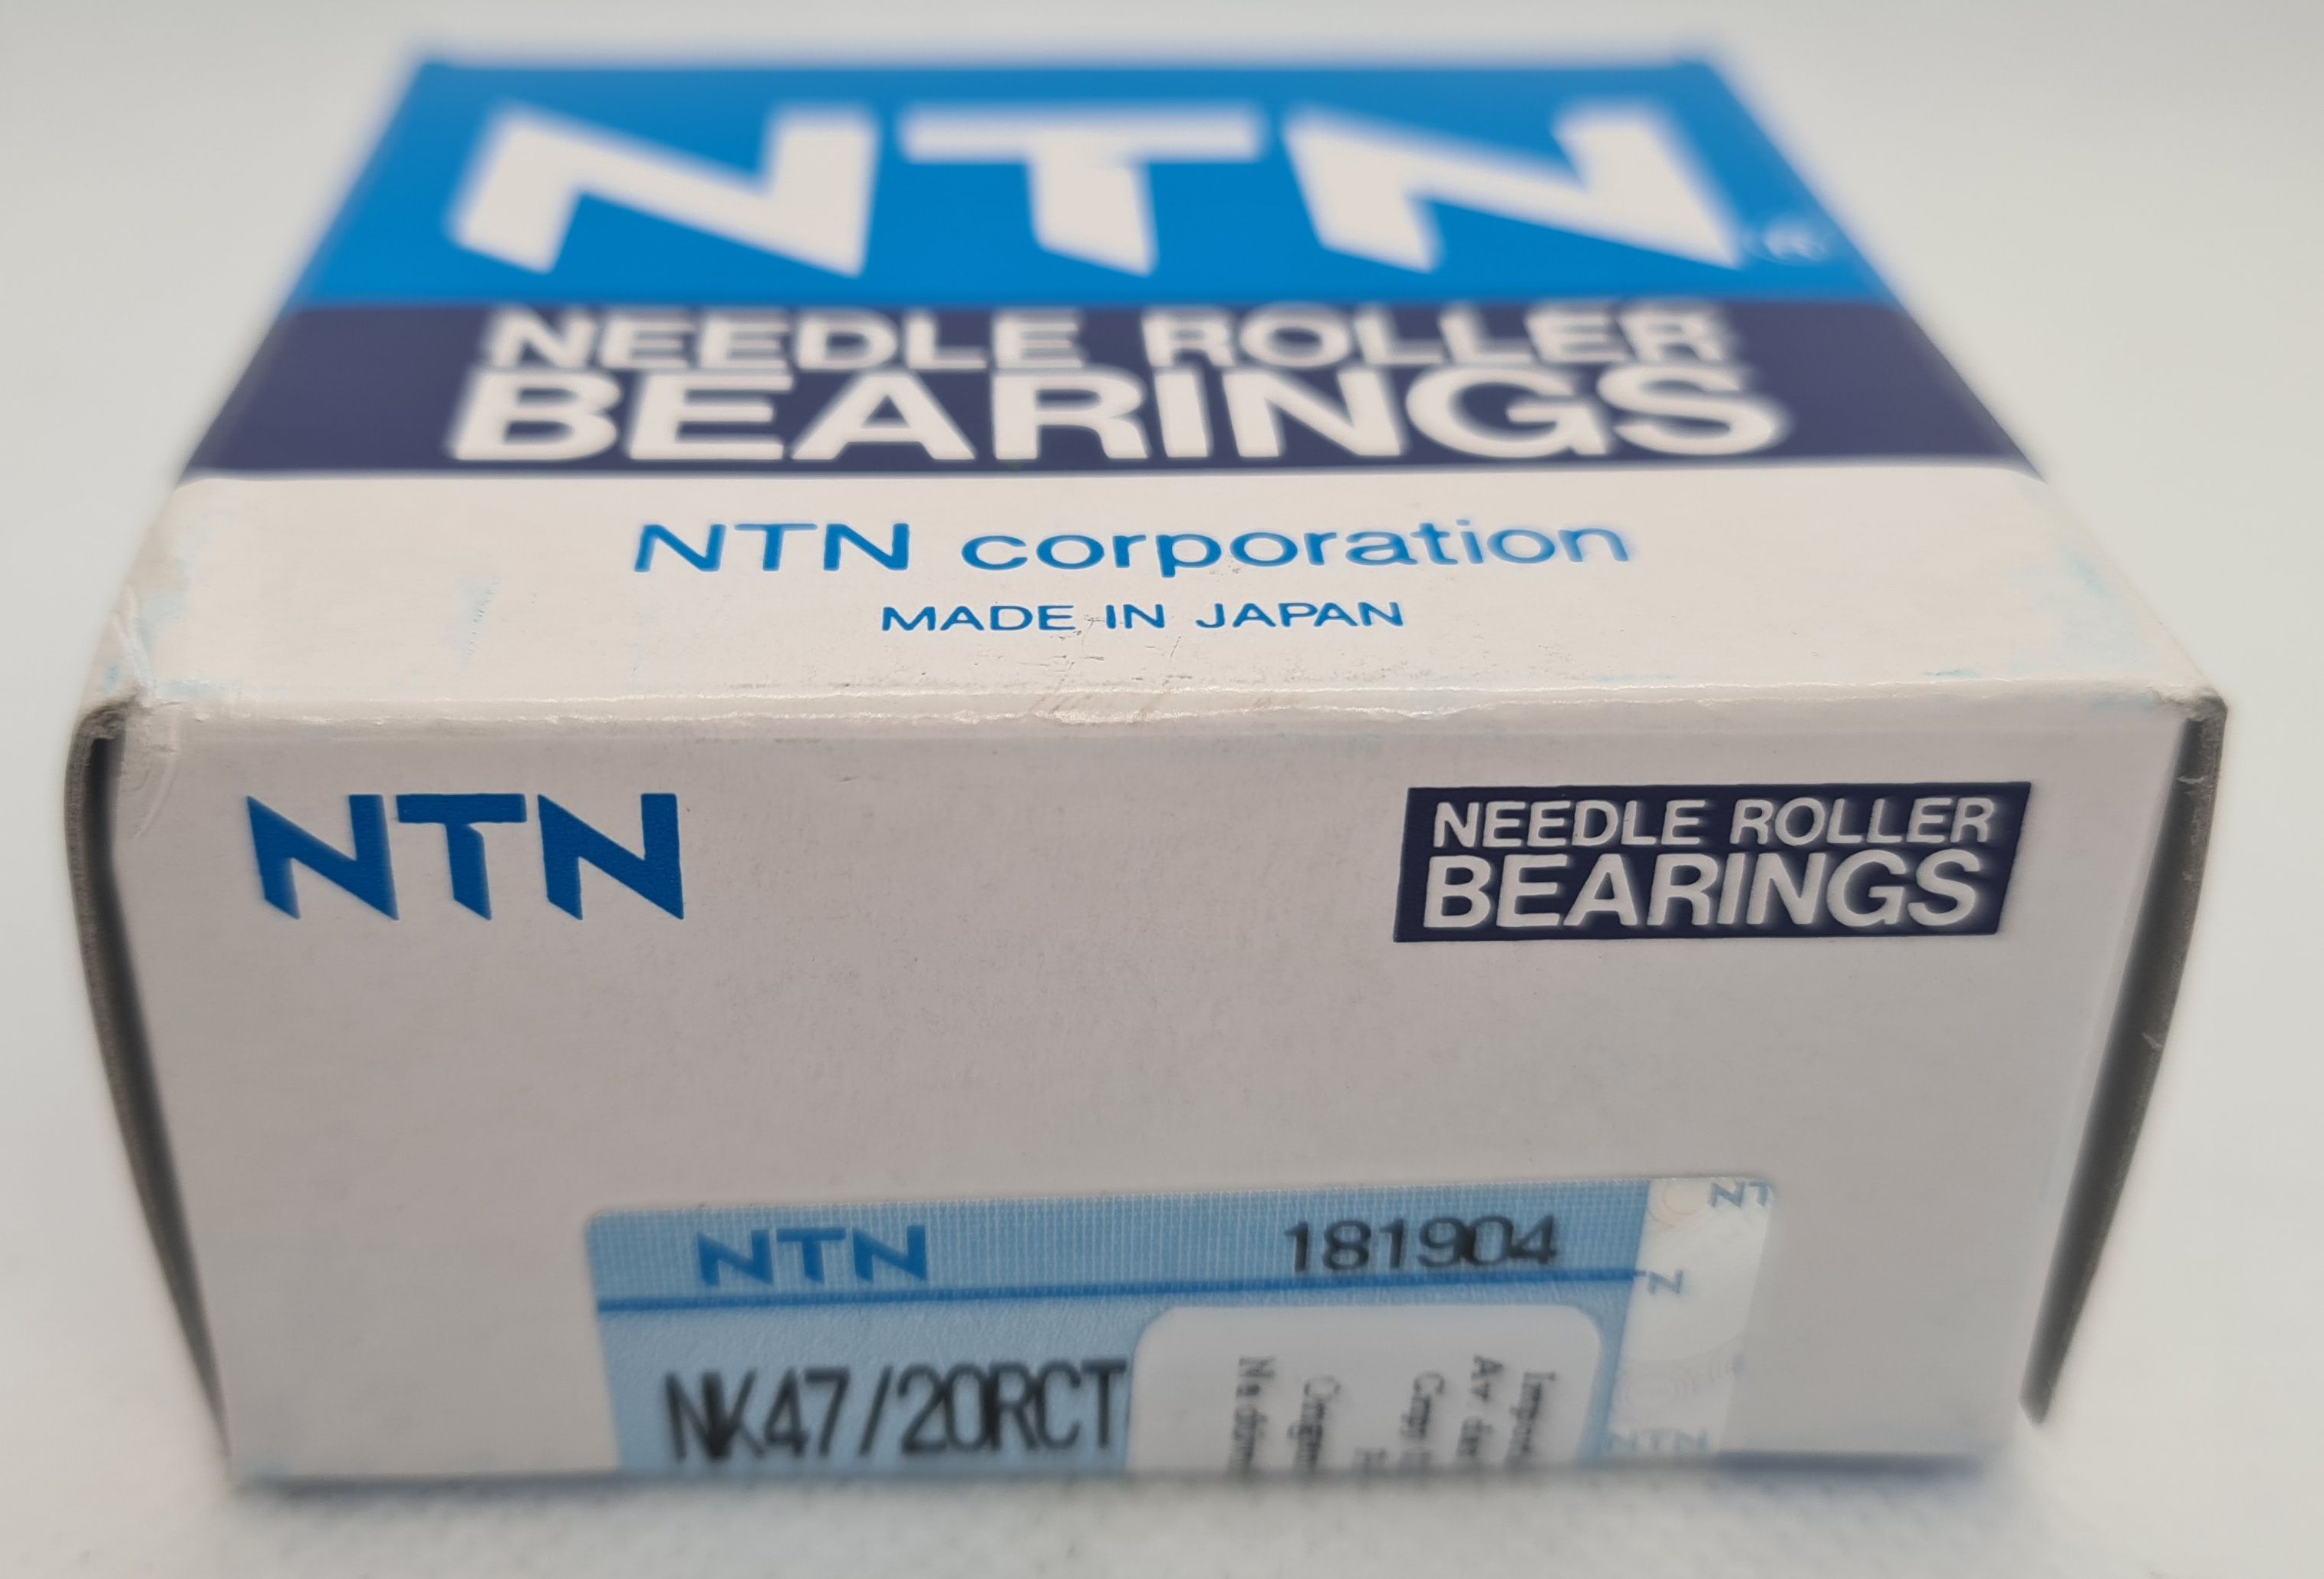 NTN ®
NEEDLE ROLLER
BEARINGS
NTN corporation
MADE IN JAPAN
NTN
NEEDLE ROLLER
BEARINGS
NTN 181904
NK47/20RCT